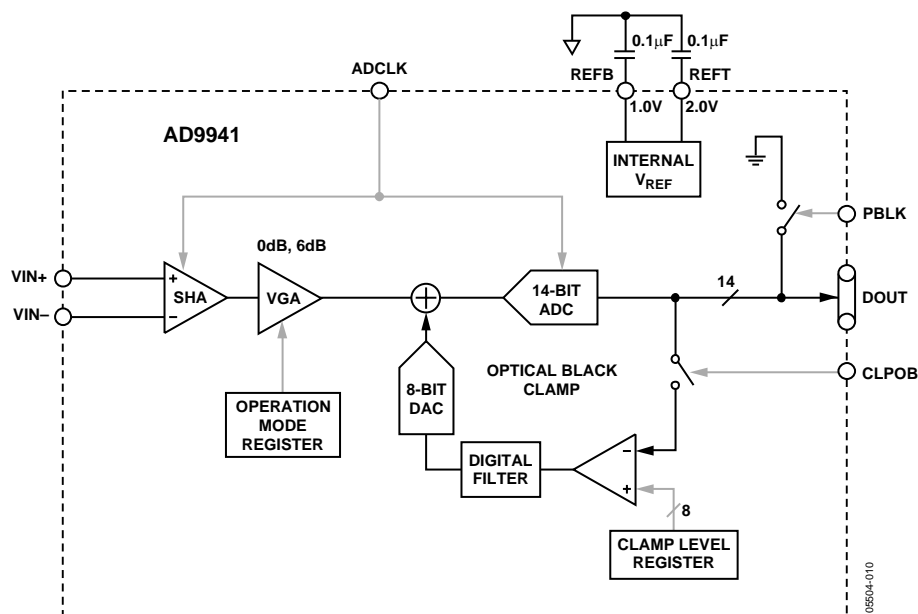 0.1µF 0.1µF
ADCLK
REFB REFT
1.0V 2.0V
AD9941
INTERNAL
VREF
PBLK
0dB, 6dB
VIN+
+
SHA
VGA
14-BIT
ADC
14
DOUT
VIN–
–
CLPOB
OPTICAL BLACK
CLAMP
8-BIT
DAC
OPERATION
MODE
REGISTER
–
DIGITAL
FILTER
+
8
CLAMP LEVEL
REGISTER
05504-010